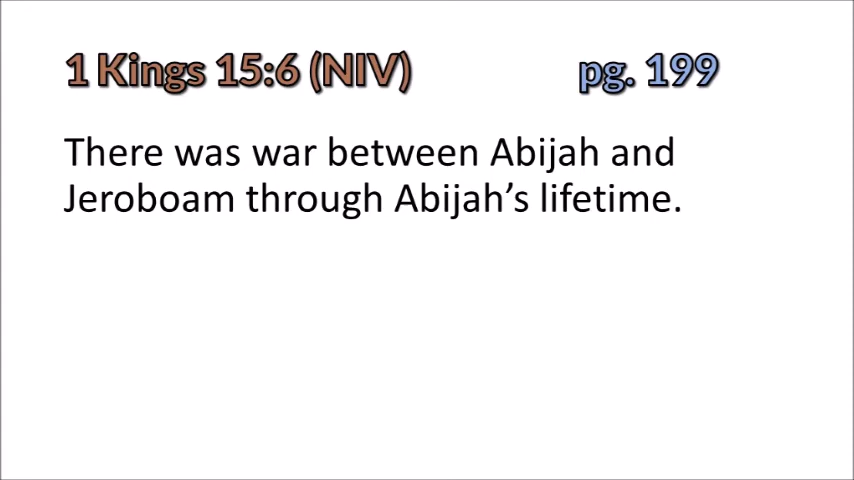 1 Kings 15:6 (NIV) pg. 199
There was war between Abijah and
Jeroboam through Abijah’s lifetime.